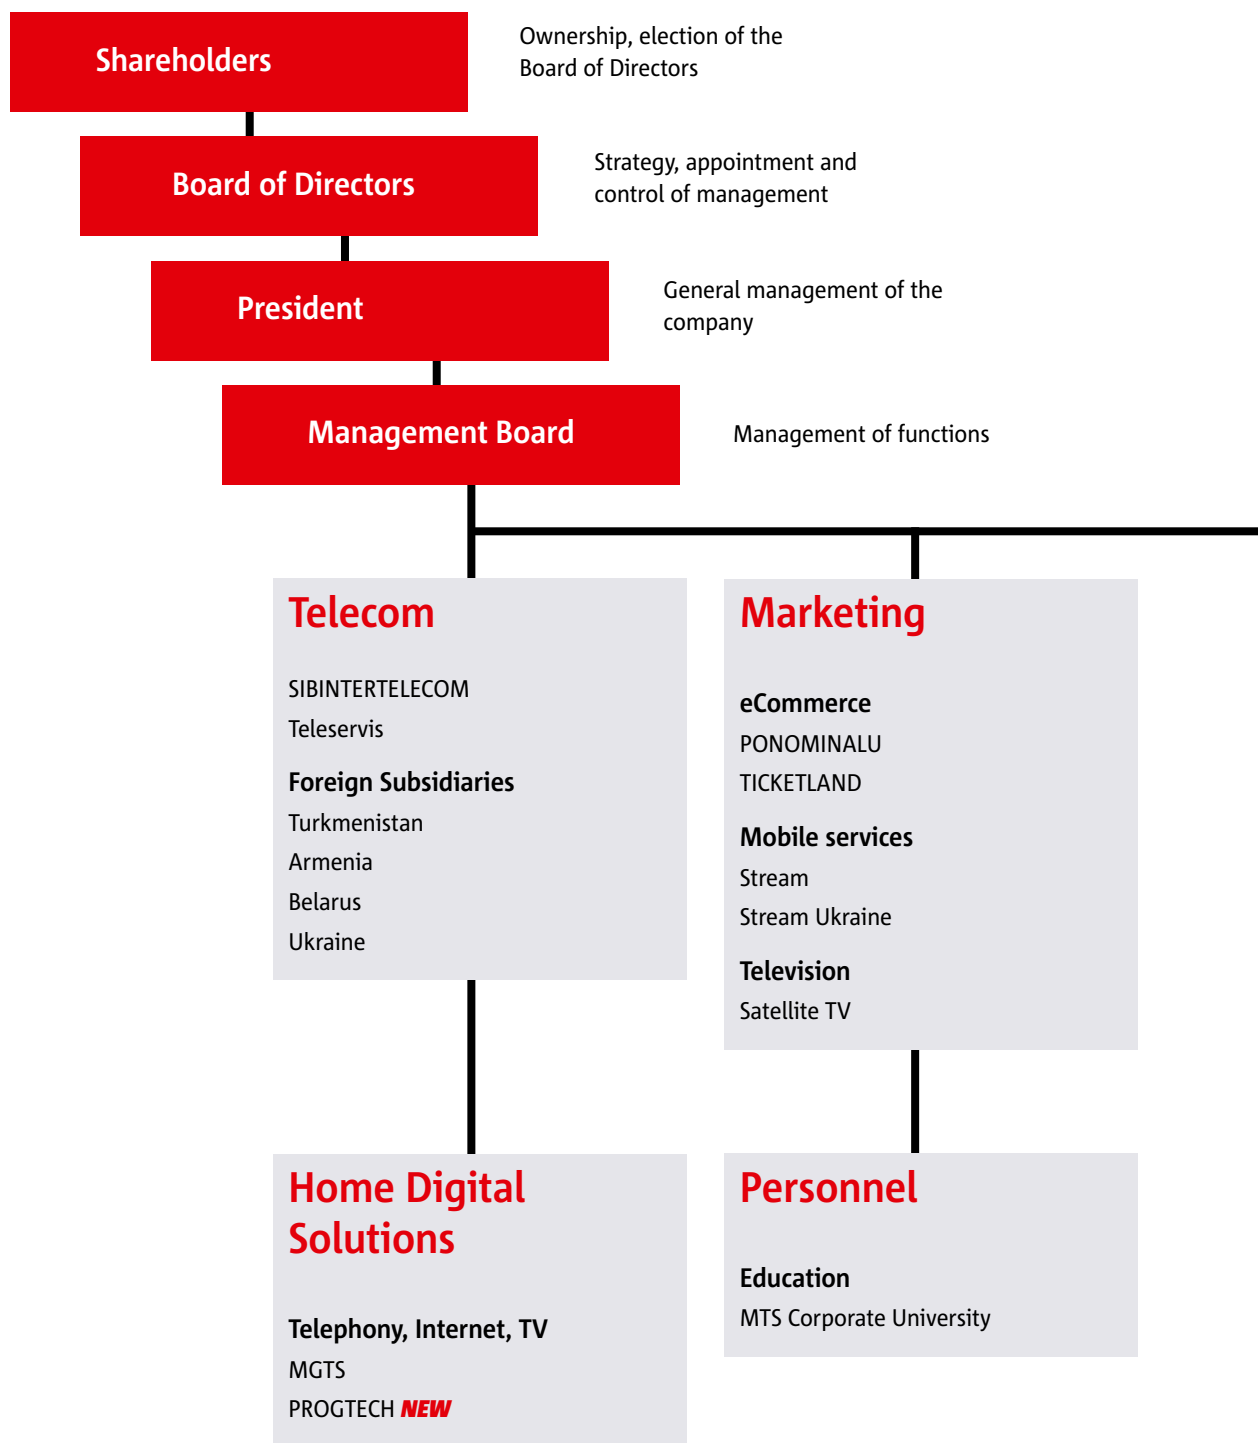 Shareholders
Ownership, election of the
Board of Directors
Board of Directors
Strategy, appointment and
control of management
President
General management of the
company
Management Board
Management of functions
Telecom
SIBINTERTELECOM
Teleservis
Foreign Subsidiaries
Turkmenistan
Armenia
Belarus
Ukraine
Marketing
eCommerce
PONOMINALU
TICKETLAND
Mobile services
Stream
Stream Ukraine
Television
Satellite TV
Home Digital
Solutions
Telephony, Internet, TV
MGTS
PROGTECH NEW
Personnel
Education
MTS Corporate University